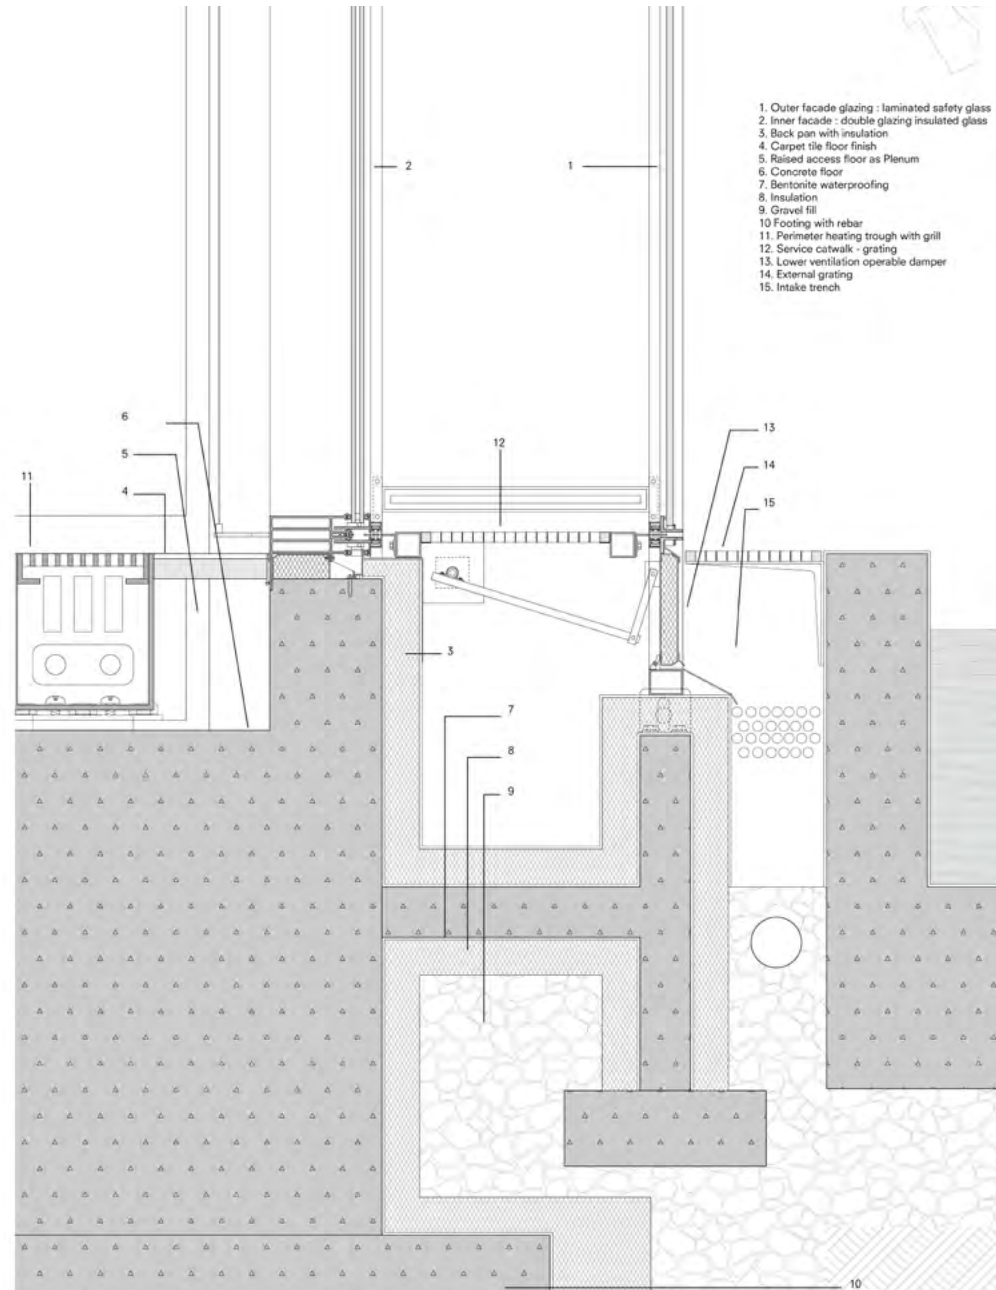 1. Outer facade glazing : laminated safety glass
2. Inner facade : double glazing insulated glass
3. Back pan with insulation
4. Carpet tile floor finish
5. Raised access floor as Plenum
6. Concrete floor
7. Bentonite waterproofing
8. Insulation
9. Gravel fill
10 Footing with rebar
11. Perimeter heating trough with grill
12. Service catwalk - grating
13. Lower ventilation operable damper
14. External grating
15. Intake trench
2
1
6
13
12
5
14
11
4
15
3
7
8
9
10